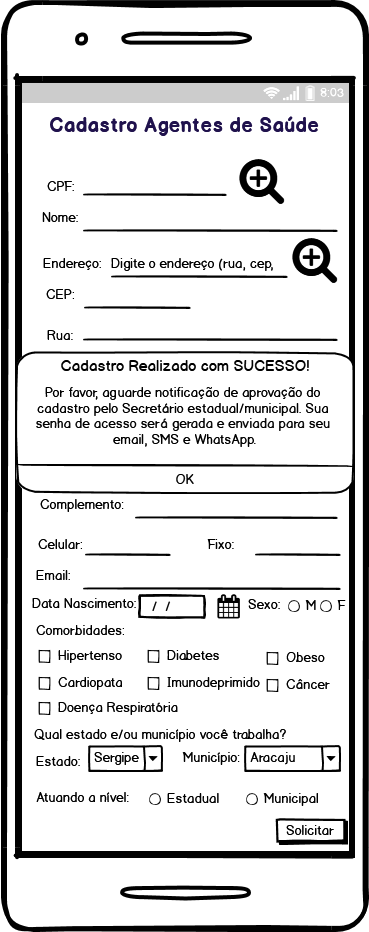 8:03
Cadastro Agentes de Saúde
CPF:
Nome:
Endereço: Digite o endereço (rua, cep,
CEP:
Rua:
Cadastro Realizado com SUCESSO!
Por favor, aguarde notificação de aprovação do
cadastro pelo Secretário estadual/municipal. Sua
senha de acesso será gerada e enviada para seu
email, SMS e WhatsApp.
OK
Complemento:
Celular: Fixo:
Email:
Data Nascimento: / / Sexo: M F
Comorbidades:
Hipertenso Diabetes Obeso
Cardiopata Imunodeprimido Câncer
Doença Respiratória
Qual estado e/ou município você trabalha?
Estado: Sergipe Município: Aracaju
Atuando a nível: Estadual Municipal
Solicitar